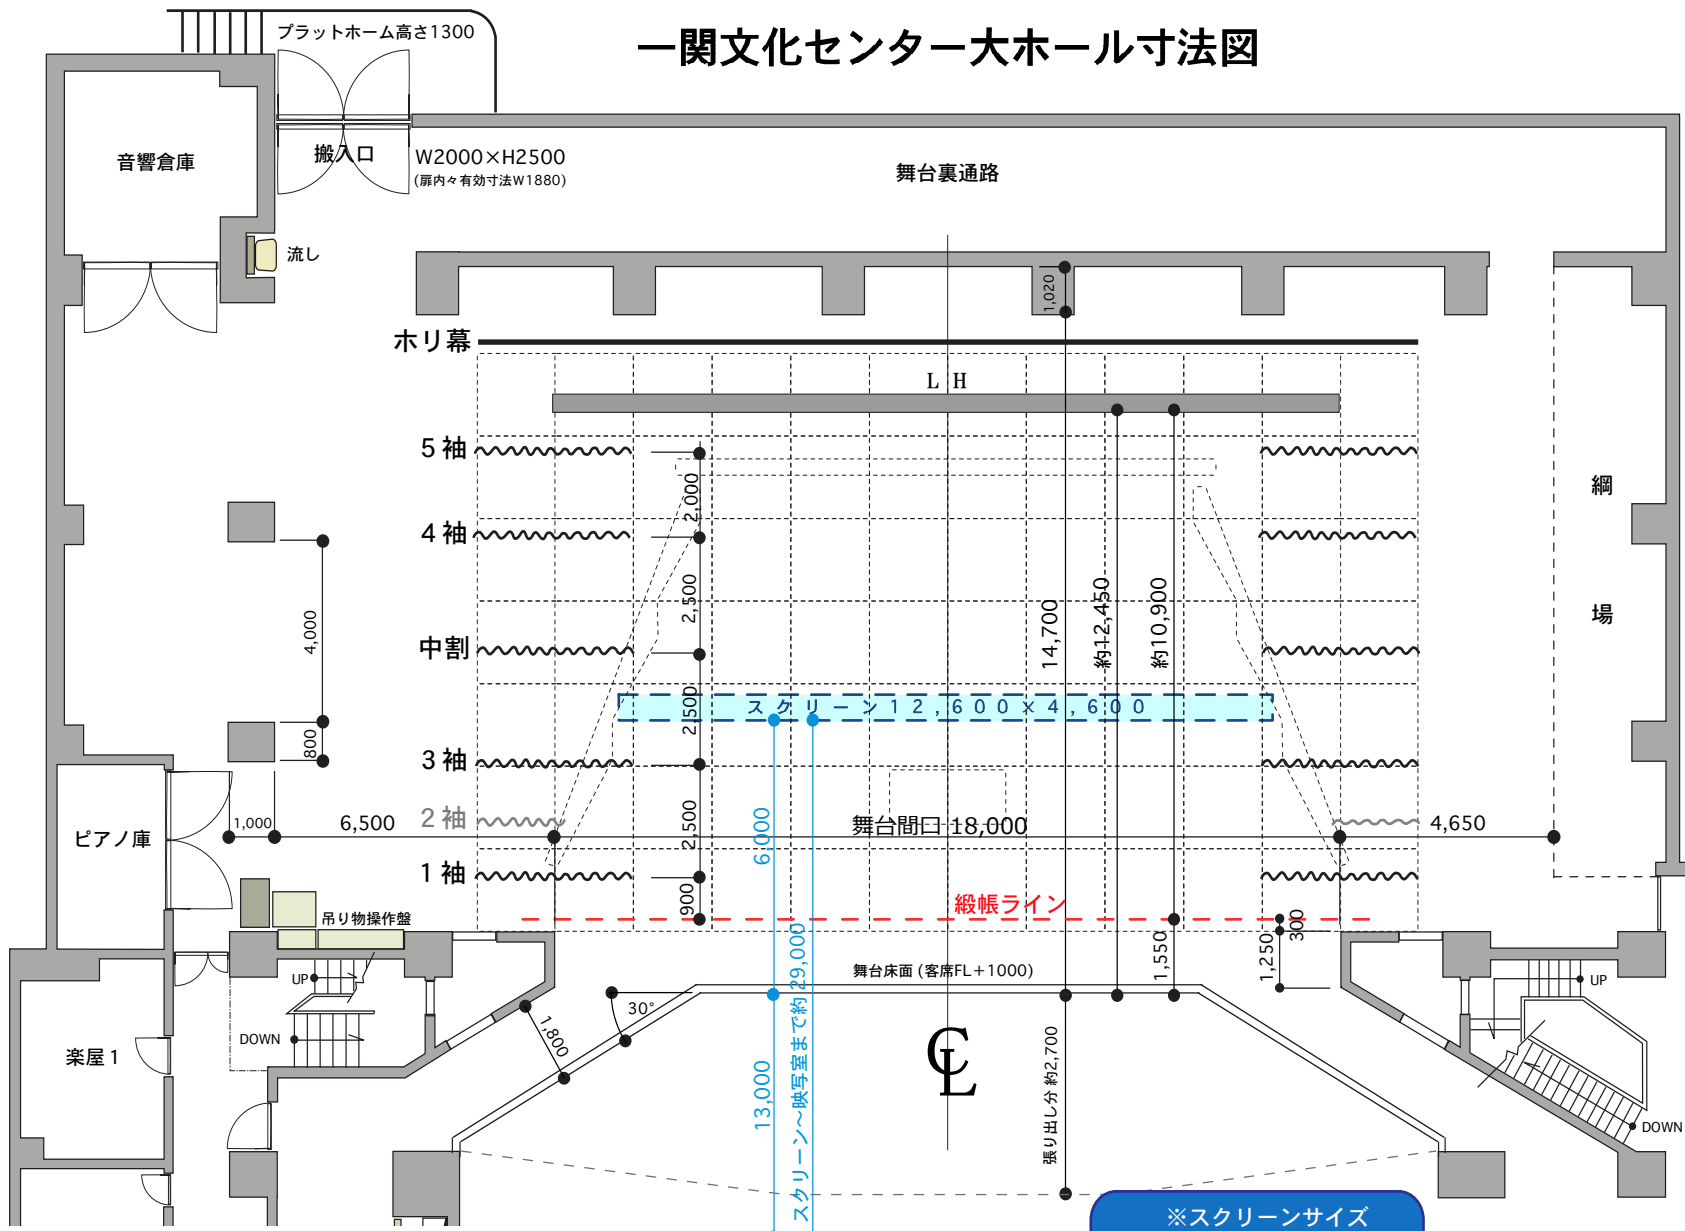 一関文化センター大ホール寸法図
プラットホーム高さ1300
音響倉庫
搬入口
W2000×H2500
(扉内々有効寸法W1880)
舞台裏通路
流し
1,020
ホリ幕
L H
5袖
2,000
4袖
2,500
中割
2,500
3袖
2袖
2,500
1袖
900
綱
場
4,000
800
14,700
約12,450
約10,900
スクリーン12,600×4,600
ピアノ庫
1,000
6,500
6,000
舞台間口 18,000
4,650
緞帳ライン
吊り物操作盤
300
1,250
1,550
舞台床面 (客席FL+1000)
UP
DOWN
UP
DOWN
30°
1,800
楽屋1
13,000
スクリーン～映写室まで約29,000
CL
張り出し分 約2,700
※スクリーンサイズ